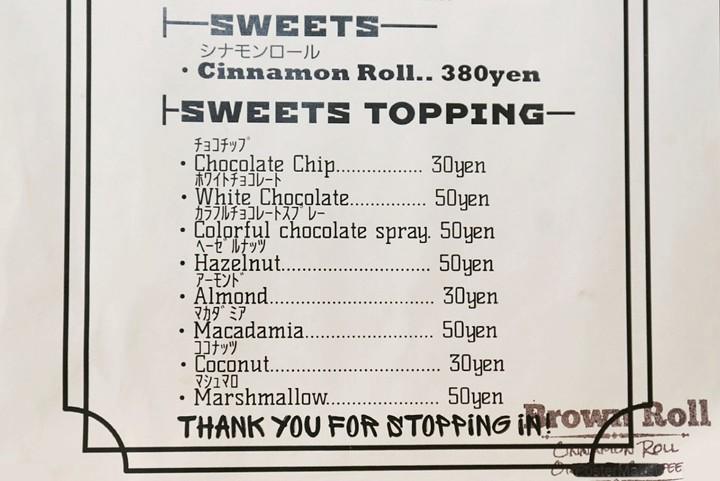 SWEETS
シナモンロール
・Cinnamon Roll.. 380yen
SWEETS TOPPING
チョコチップ
・Chocolate Chip................. 30yen
ホワイトチョコレート
・White Chocolate............... 50yen
カラフルチョコレートスプレー
・Colorful chocolate spray. 50yen
ヘーゼルナッツ
・Hazelnut............................. 50yen
アーモンド
・Almond................................ 30yen
マカダミア
・Macadamia......................... 50yen
ココナッツ
・Coconut................................. 30yen
マシュマロ
・Marshmallow...................... 50yen
THANK YOU FOR STOPPING IN!
Brown Roll
CINNAMON ROLL